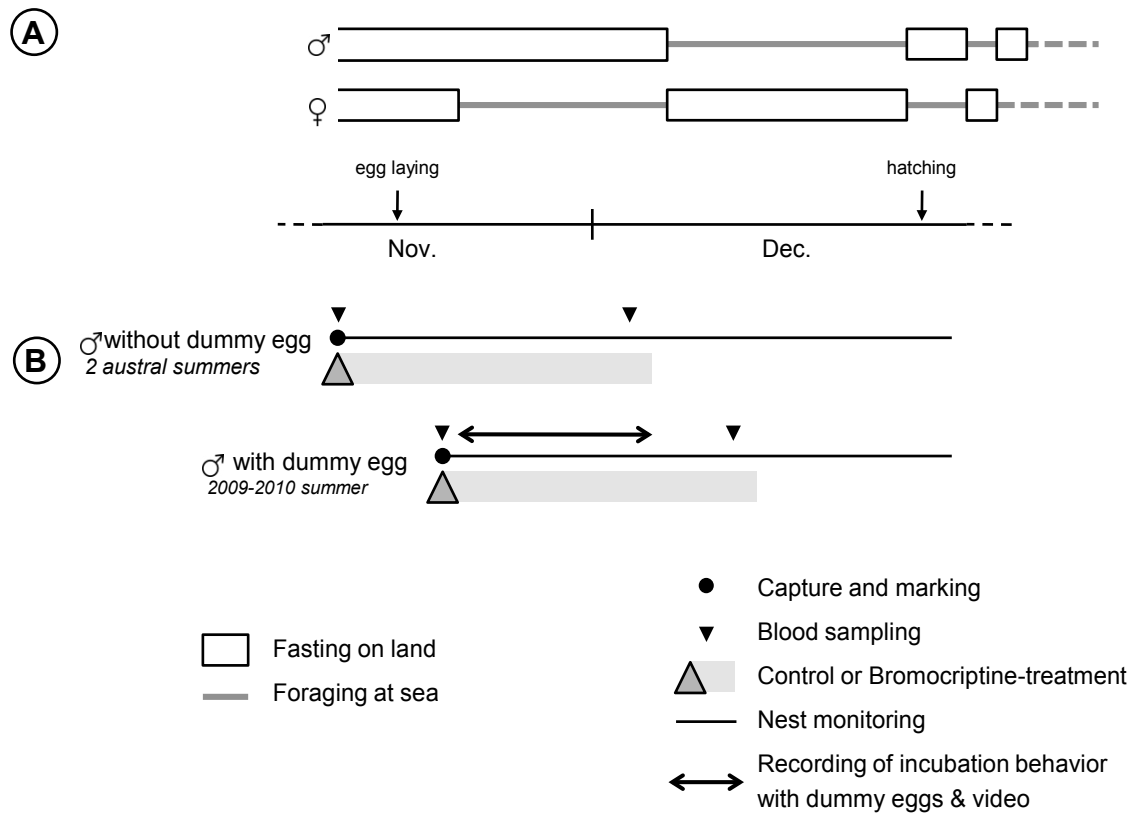 A
♂
♀
egg laying
hatching
Nov.
Dec.
B
♂without dummy egg
2 austral summers
♂ with dummy egg
2009-2010 summer
Fasting on land
Foraging at sea
Capture and marking
Blood sampling
Control or Bromocriptine-treatment
Nest monitoring
Recording of incubation behavior
with dummy eggs & video